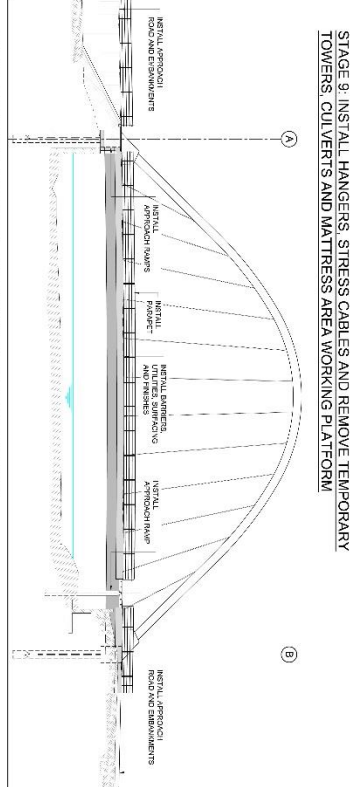 STAGE 9: INSTALL HANGERS, STRESS CABLES AND REMOVE TEMPORARY
TOWERS, CULVERTS AND MATTRESS AREA WORKING PLATFORM
A
B
INSTALL APPROACH
ROAD AND EMBANKMENTS
INSTALL
APPROACH RAMPS
INSTALL
PARAPET
INSTALL BARRIERS,
UTILITIES, SURFACING
AND FINISHES
INSTALL
APPROACH RAMP
INSTALL APPROACH
ROAD AND EMBANKMENTS